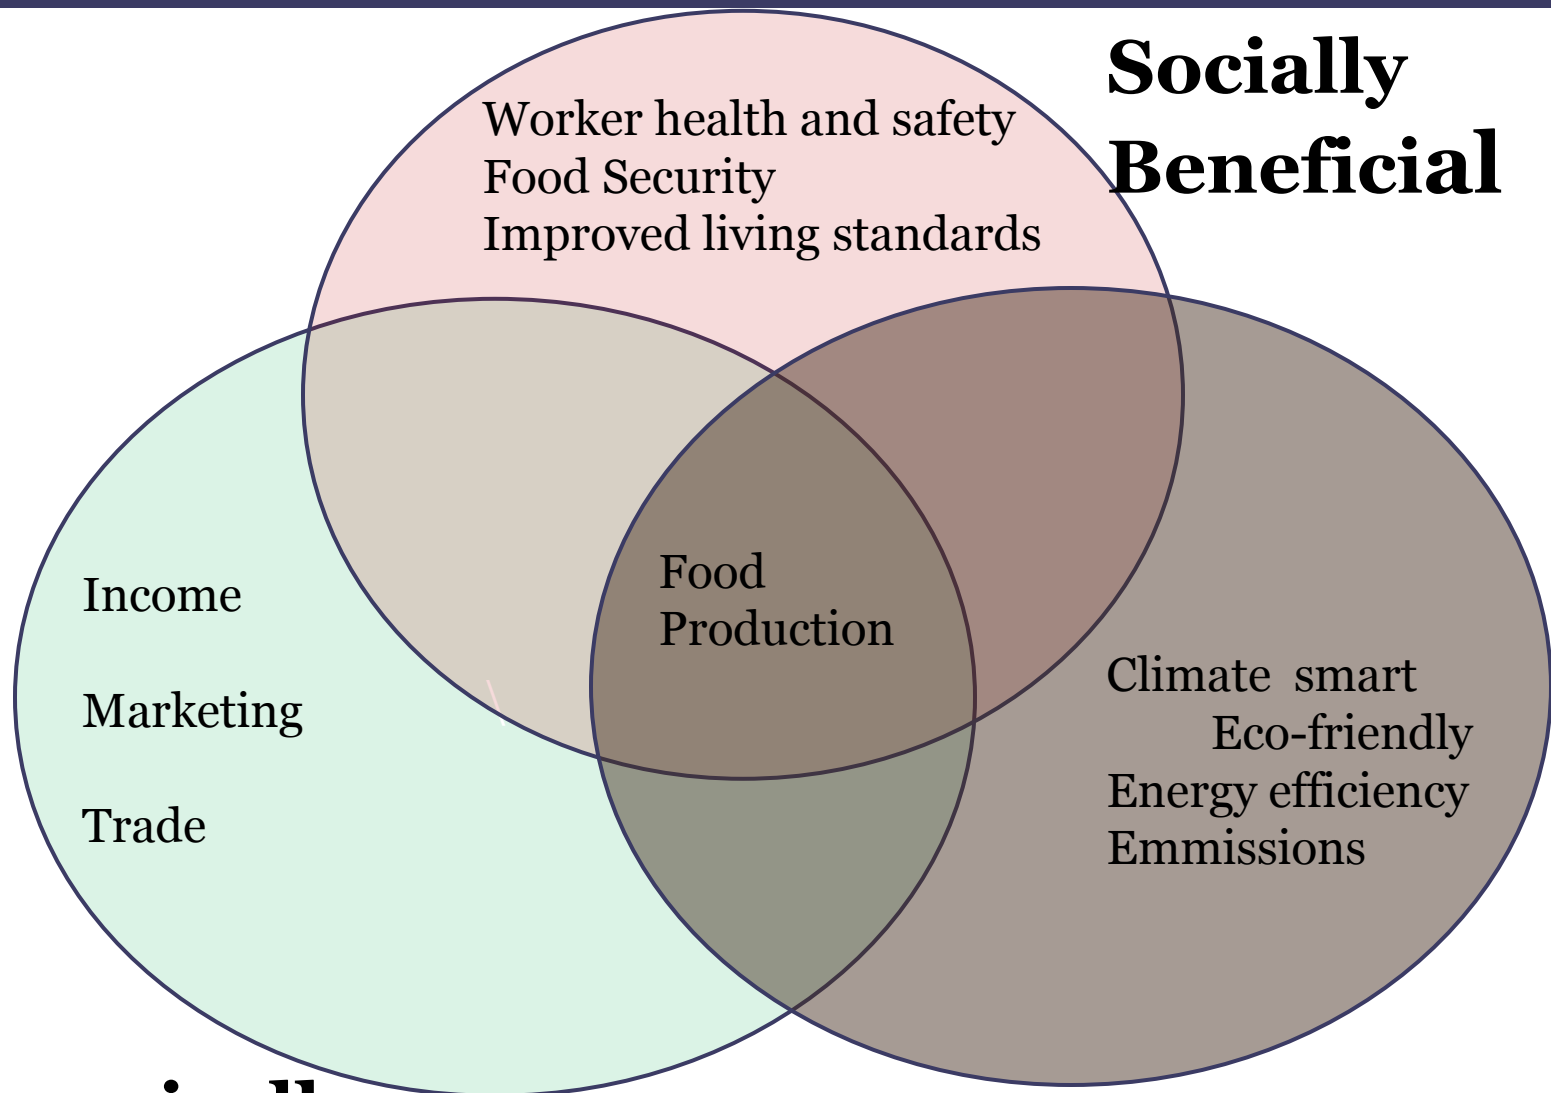 Socially
Beneficial
Worker health and safety
Food Security
Improved living standards
Food
Production
Income
Marketing
Trade
Climate smart
Eco-friendly
Energy efficiency
Emmissions